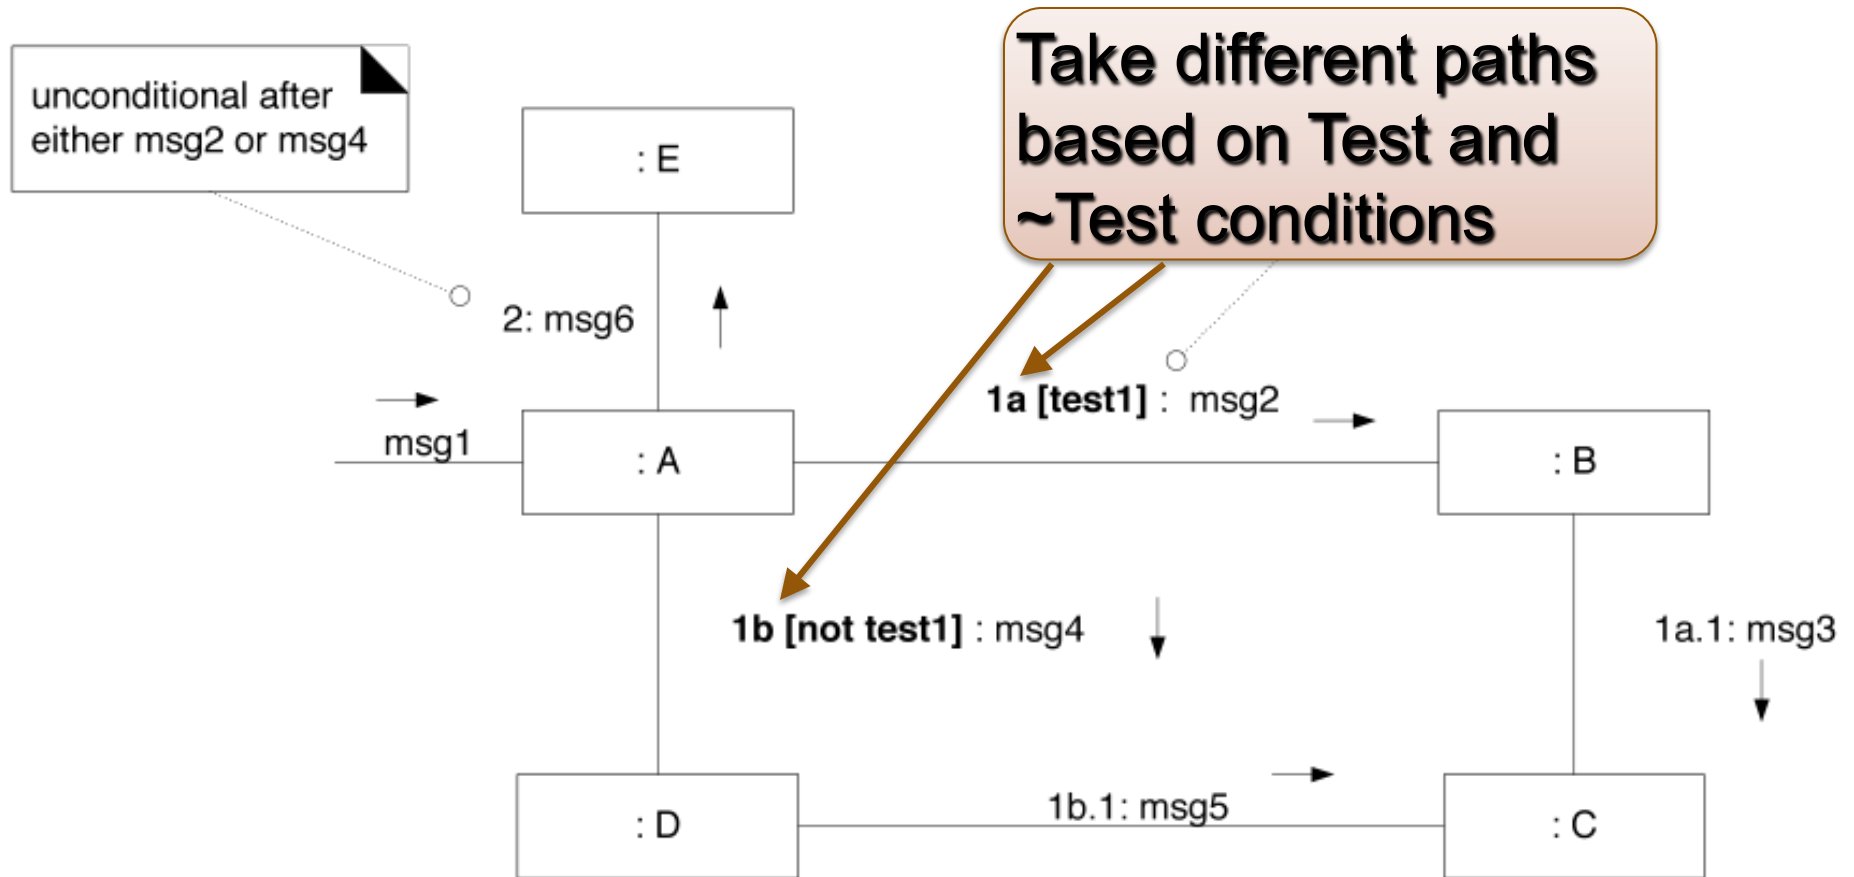 unconditional after
either msg2 or msg4
Take different paths
based on Test and
~Test conditions
: E
2: msg6
1a [test1] : msg2
msg1
: A
: B
1b [not test1] : msg4
1a.1: msg3
1b.1: msg5
: D
: C